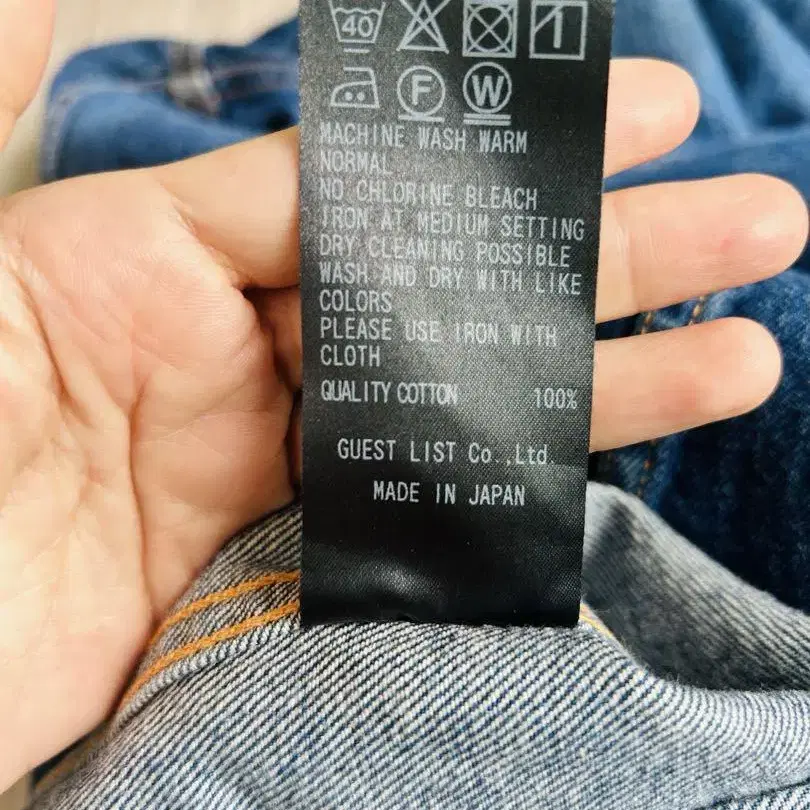 40
F W
MACHINE WASH WARM
NORMAL
NO CHLORINE BLEACH
IRON AT MEDIUM SETTING
DRY CLEANING POSSIBLE
WASH AND DRY WITH LIKE
COLORS
PLEASE USE IRON WITH
CLOTH
QUALITY COTTON 100%
GUEST LIST Co.,Ltd.
MADE IN JAPAN